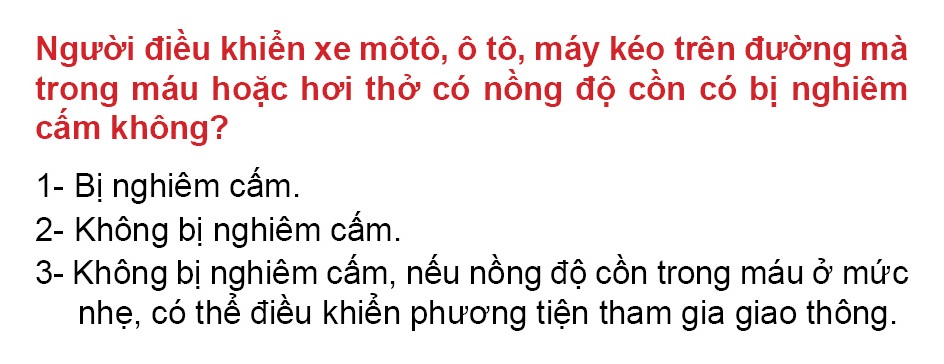 Người điều khiển xe môtô, ô tô, máy kéo trên đường mà
trong máu hoặc hơi thở có nồng độ cồn có bị nghiêm
cấm không?
1- Bị nghiêm cấm.
2- Không bị nghiêm cấm.
3- Không bị nghiêm cấm, nếu nồng độ cồn trong máu ở mức
nhẹ, có thể điều khiển phương tiện tham gia giao thông.